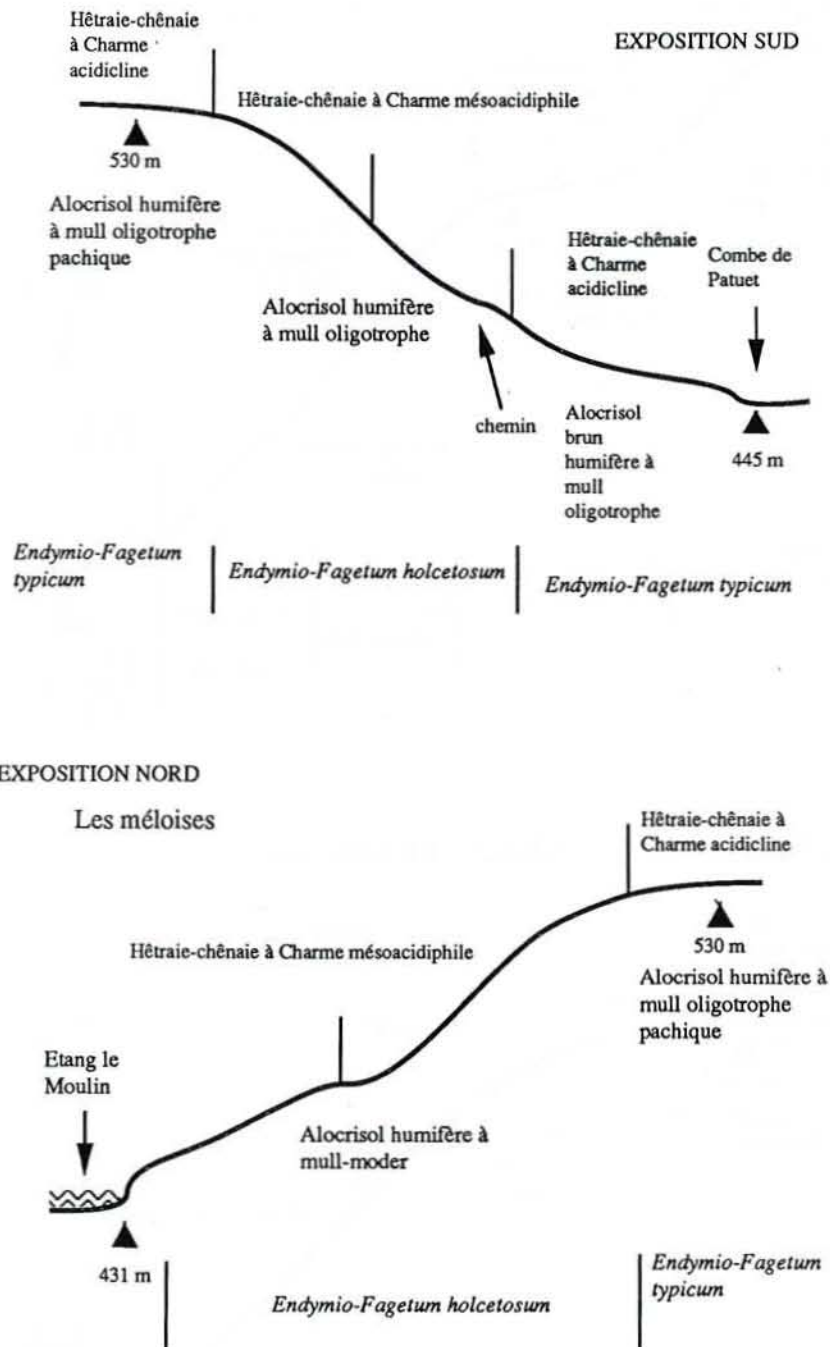 Hêtraie-chênaie
à Charme
acidicline
EXPOSITION SUD
Hêtraie-chênaie à Charme mésoacidiphile
530 m
Alocrisol humifère
à mull oligotrophe
pachique
Hêtraie-chênaie
à Charme
acidicline
Combe de
Patuet
Alocrisol humifère
à mull oligotrophe
chemin
Alocrisol
brun
humifère à
mull
oligotrophe
445 m
Endymio-Fagetum
typicum
Endymio-Fagetum holcetosum
Endymio-Fagetum typicum
EXPOSITION NORD
Les méloises
Hêtraie-chênaie à
Charme acidicline
530 m
Hêtraie-chênaie à Charme mésoacidiphile
Alocrisol humifère à
mull oligotrophe
pachique
Etang le
Moulin
Alocrisol humifère à
mull-moder
431 m
Endymio-Fagetum holcetosum
Endymio-Fagetum
typicum